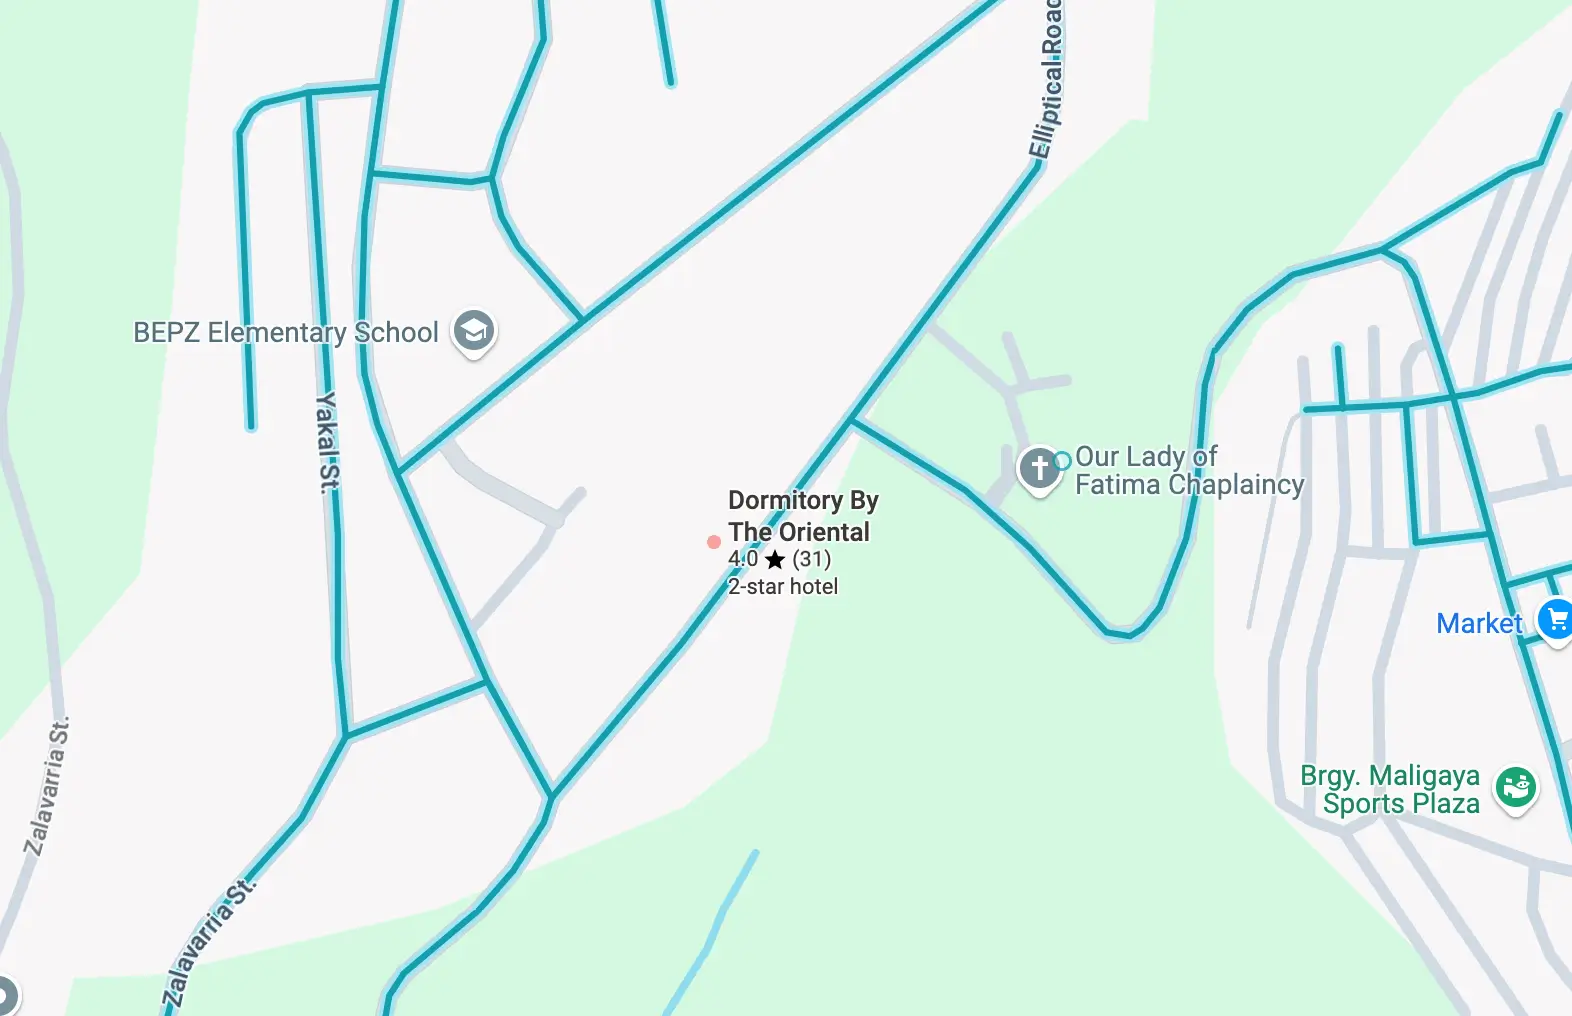 Elliptical Road
BEPZ Elementary School
Yakal St.
Our Lady of
Fatima Chaplaincy
Dormitory By
The Oriental
4.0 ★ (31)
2-star hotel
Market
Zalavarria St.
Brgy. Maligaya
Sports Plaza
Zalavarria St.